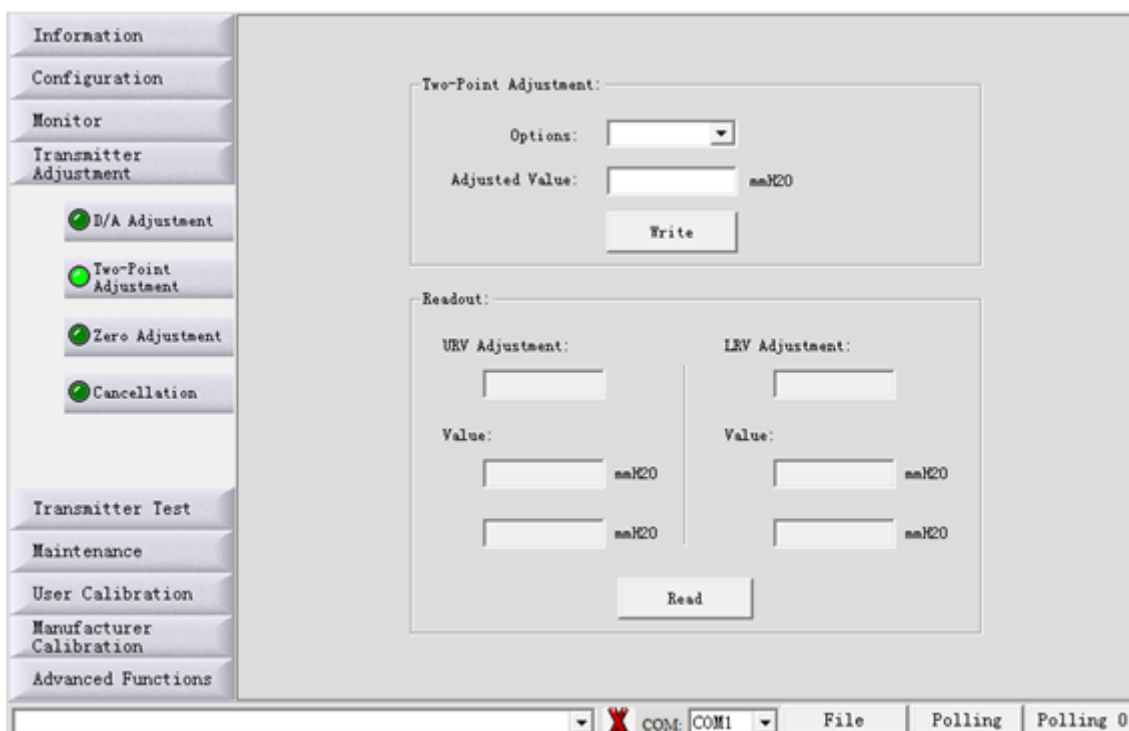 Information
Configuration
Monitor
Transmitter
Adjustment
D/A Adjustment
Two-Point
Adjustment
Zero Adjustment
Cancellation
Transmitter Test
Maintenance
User Calibration
Manufacturer
Calibration
Advanced Functions
Two-Point Adjustment:
Options:
Adjusted Value: mmH2O
Write
Readout:
URV Adjustment: LRV Adjustment:
Value: Value:
mmH2O mmH2O
mmH2O mmH2O
Read
COM: COM1 File Polling Polling 0